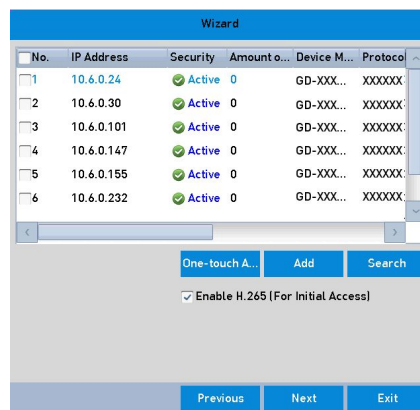 Wizard
No. IP Address Security Amount o... Device M... Protocol
1 10.6.0.24 Active 0 GD-XXX... XXXXXX
2 10.6.0.30 Active 0 GD-XXX... XXXXXX
3 10.6.0.101 Active 0 GD-XXX... XXXXXX
4 10.6.0.147 Active 0 GD-XXX... XXXXXX
5 10.6.0.155 Active 0 GD-XXX... XXXXXX
6 10.6.0.232 Active 0 GD-XXX... XXXXXX
One-touch A... Add Search
Enable H.265 (For Initial Access)
Previous Next Exit